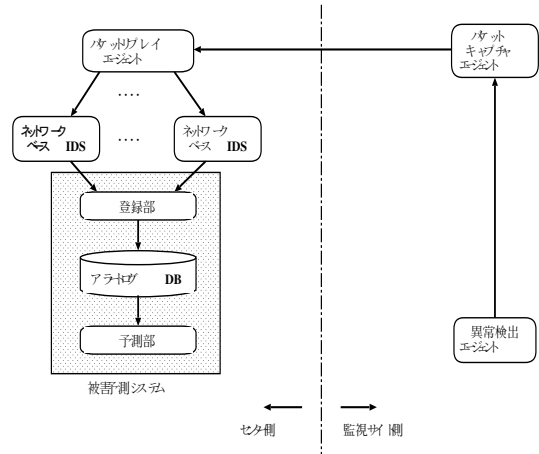 パケットリプレイ
エージェント
パケット
キャプチャ
エージェント
‥‥
ネットワーク
ベース IDS
‥‥
ネットワーク
ベース IDS
登録部
アラートログ DB
予測部
異常検出
エージェント
被害予測システム
センタ側
監視サイト側